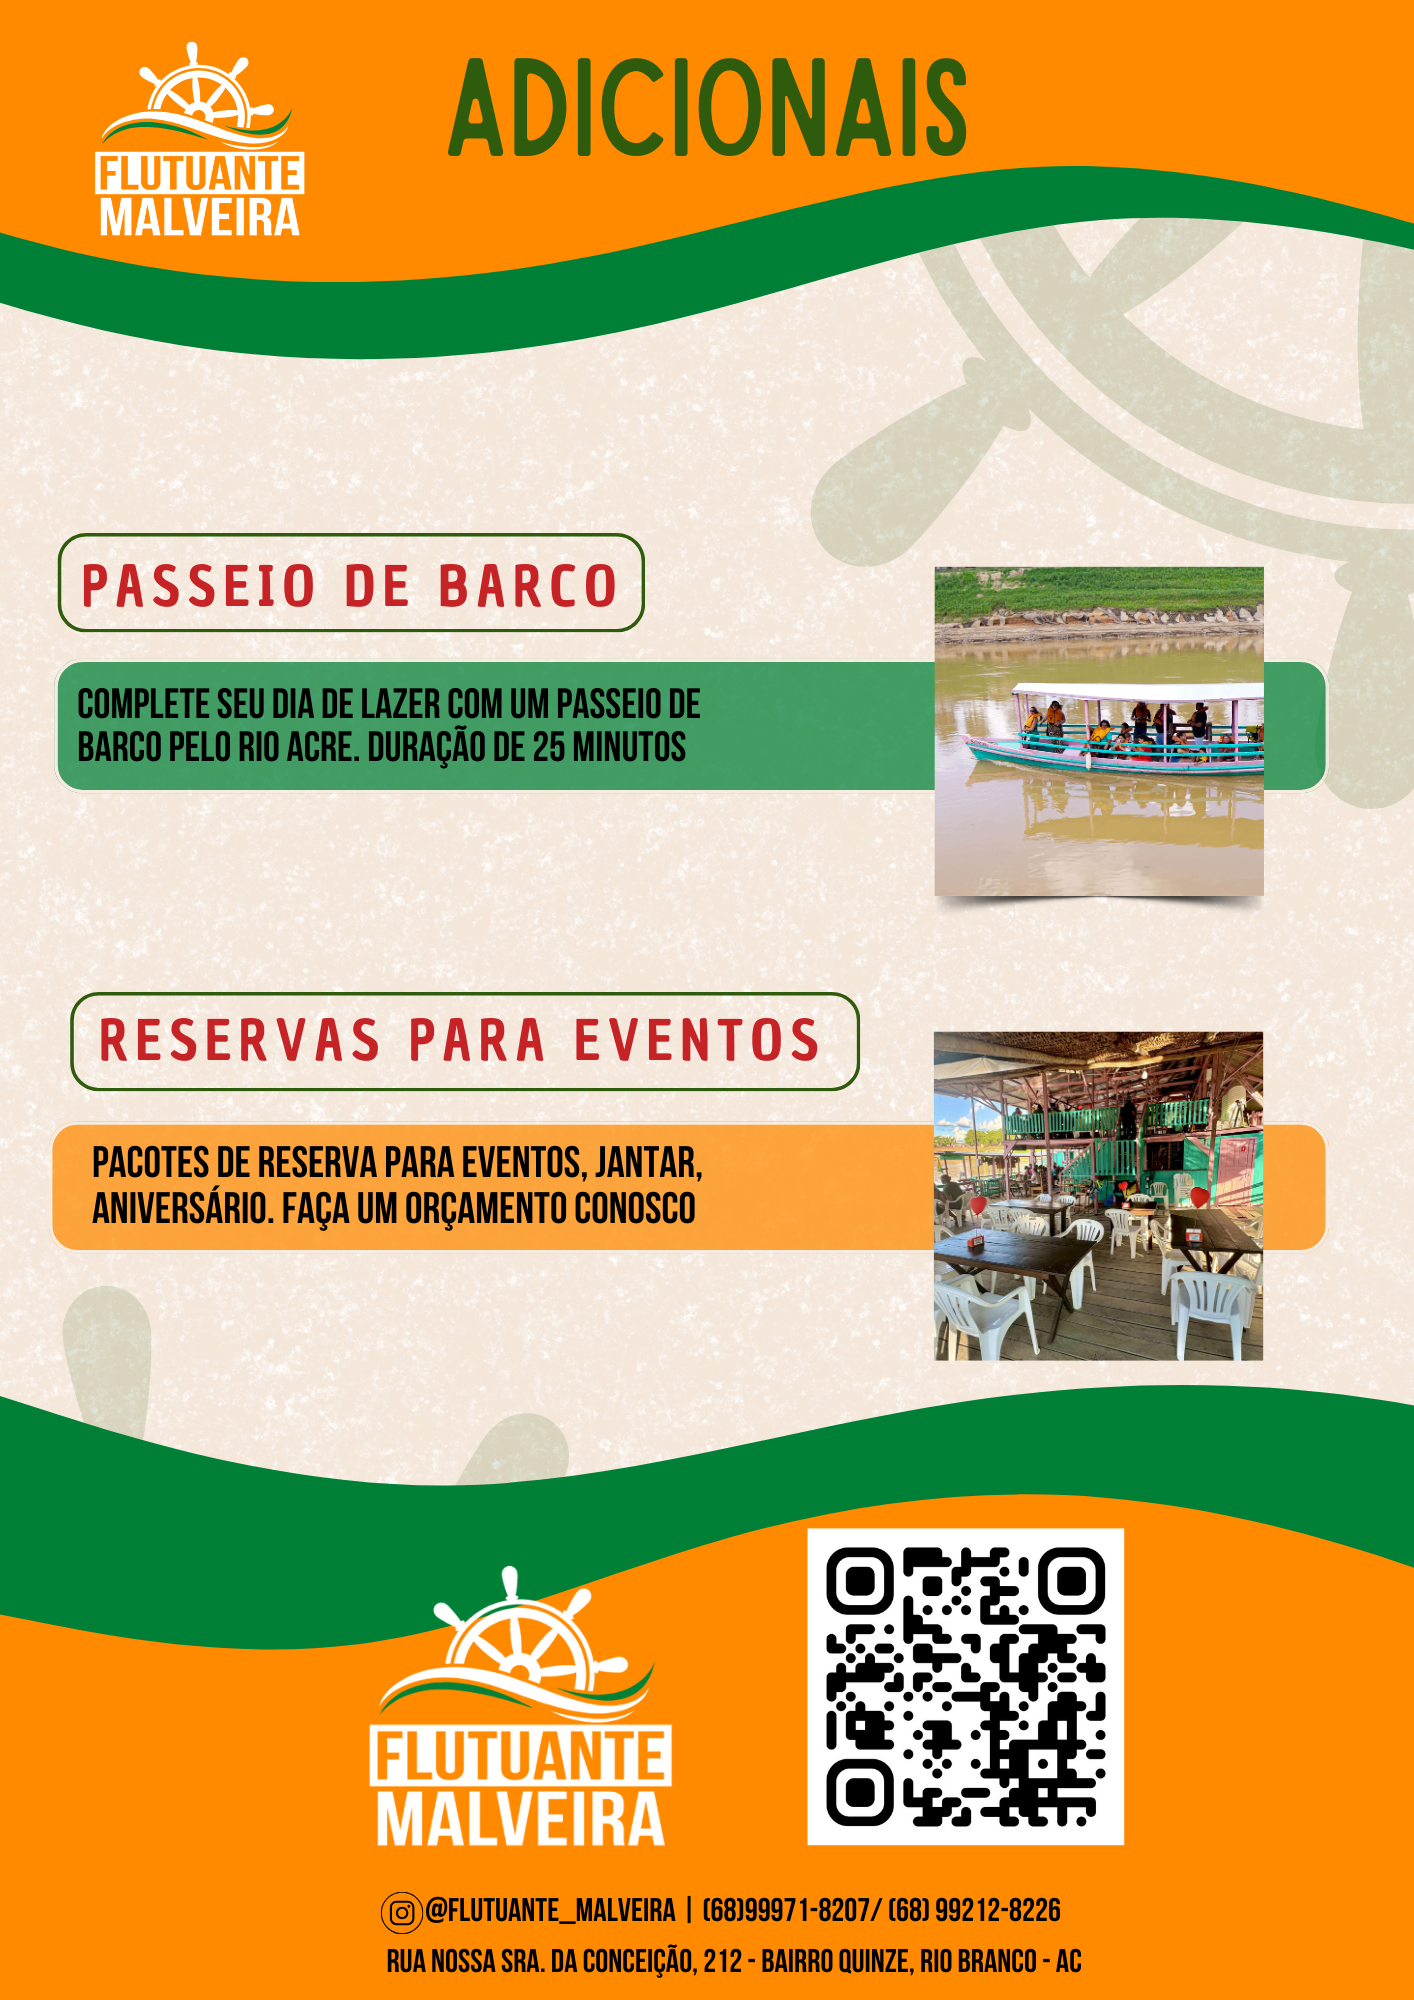 FLUTUANTE
MALVEIRA
ADICIONAIS
PASSEIO DE BARCO
COMPLETE SEU DIA DE LAZER COM UM PASSEIO DE
BARCO PELO RIO ACRE. DURAÇÃO DE 25 MINUTOS
RESERVAS PARA EVENTOS
PACOTES DE RESERVA PARA EVENTOS, JANTAR,
ANIVERSÁRIO. FAÇA UM ORÇAMENTO CONOSCO
FLUTUANTE
MALVEIRA
@FLUTUANTE_MALVEIRA | (68)99971-8207/ (68) 99212-8226
RUA NOSSA SRA. DA CONCEIÇÃO, 212 - BAIRRO QUINZE, RIO BRANCO - AC